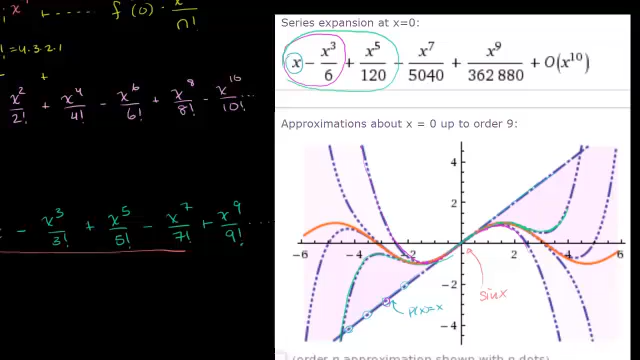 + ..... f (0) · x / n!
! = 4·3·2·1
+
x²/2! + x⁴/4! − x⁶/6! + x⁸/8! − x¹⁰/10! ...
− x³/3! + x⁵/5! − x⁷/7! + x⁹/9! ...
Series expansion at x=0:
x − x³/6 + x⁵/120 − x⁷/5040 + x⁹/362 880 + O(x¹⁰)
Approximations about x = 0 up to order 9:
4
2
−6 −4 −2 2 4 6
−2
−4
sinx
P(x)=x
(order n approximation shown with n dots)